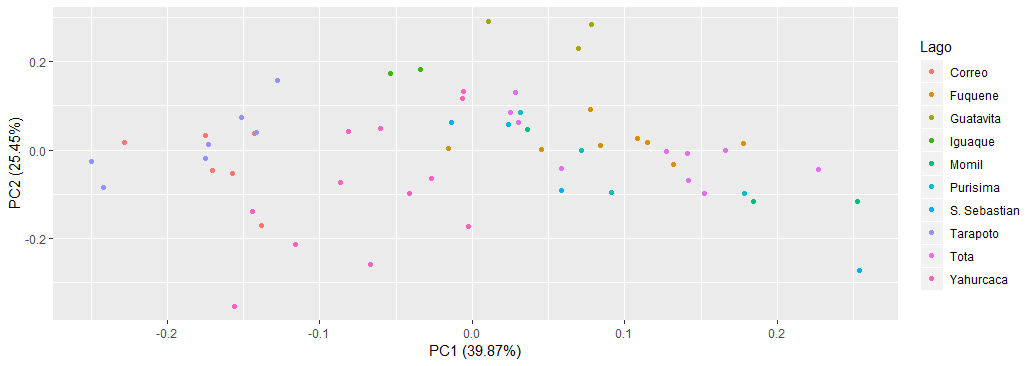 Lago
Correo
Fuquene
Guatavita
Iguaque
Momil
Purisima
S. Sebastian
Tarapoto
Tota
Yahurcaca
PC2 (25.45%)
0.2
0.0
-0.2
-0.2
-0.1
0.0
0.1
0.2
PC1 (39.87%)